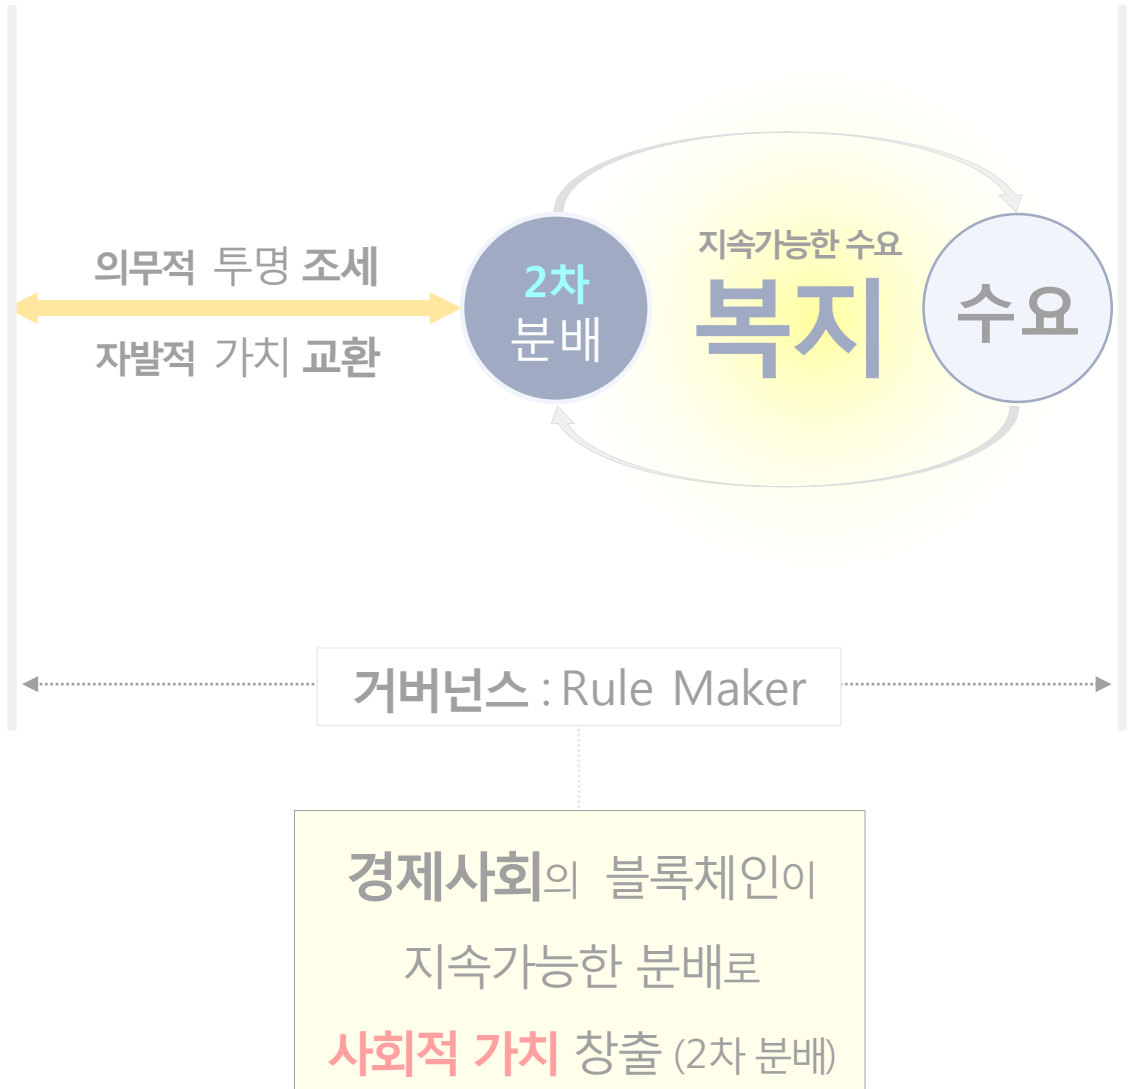 의무적 투명 조세
자발적 가치 교환
2차
분배
지속가능한 수요
복지
수요
거버넌스 : Rule Maker
경제사회의 블록체인이
지속가능한 분배로
사회적 가치 창출 (2차 분배)